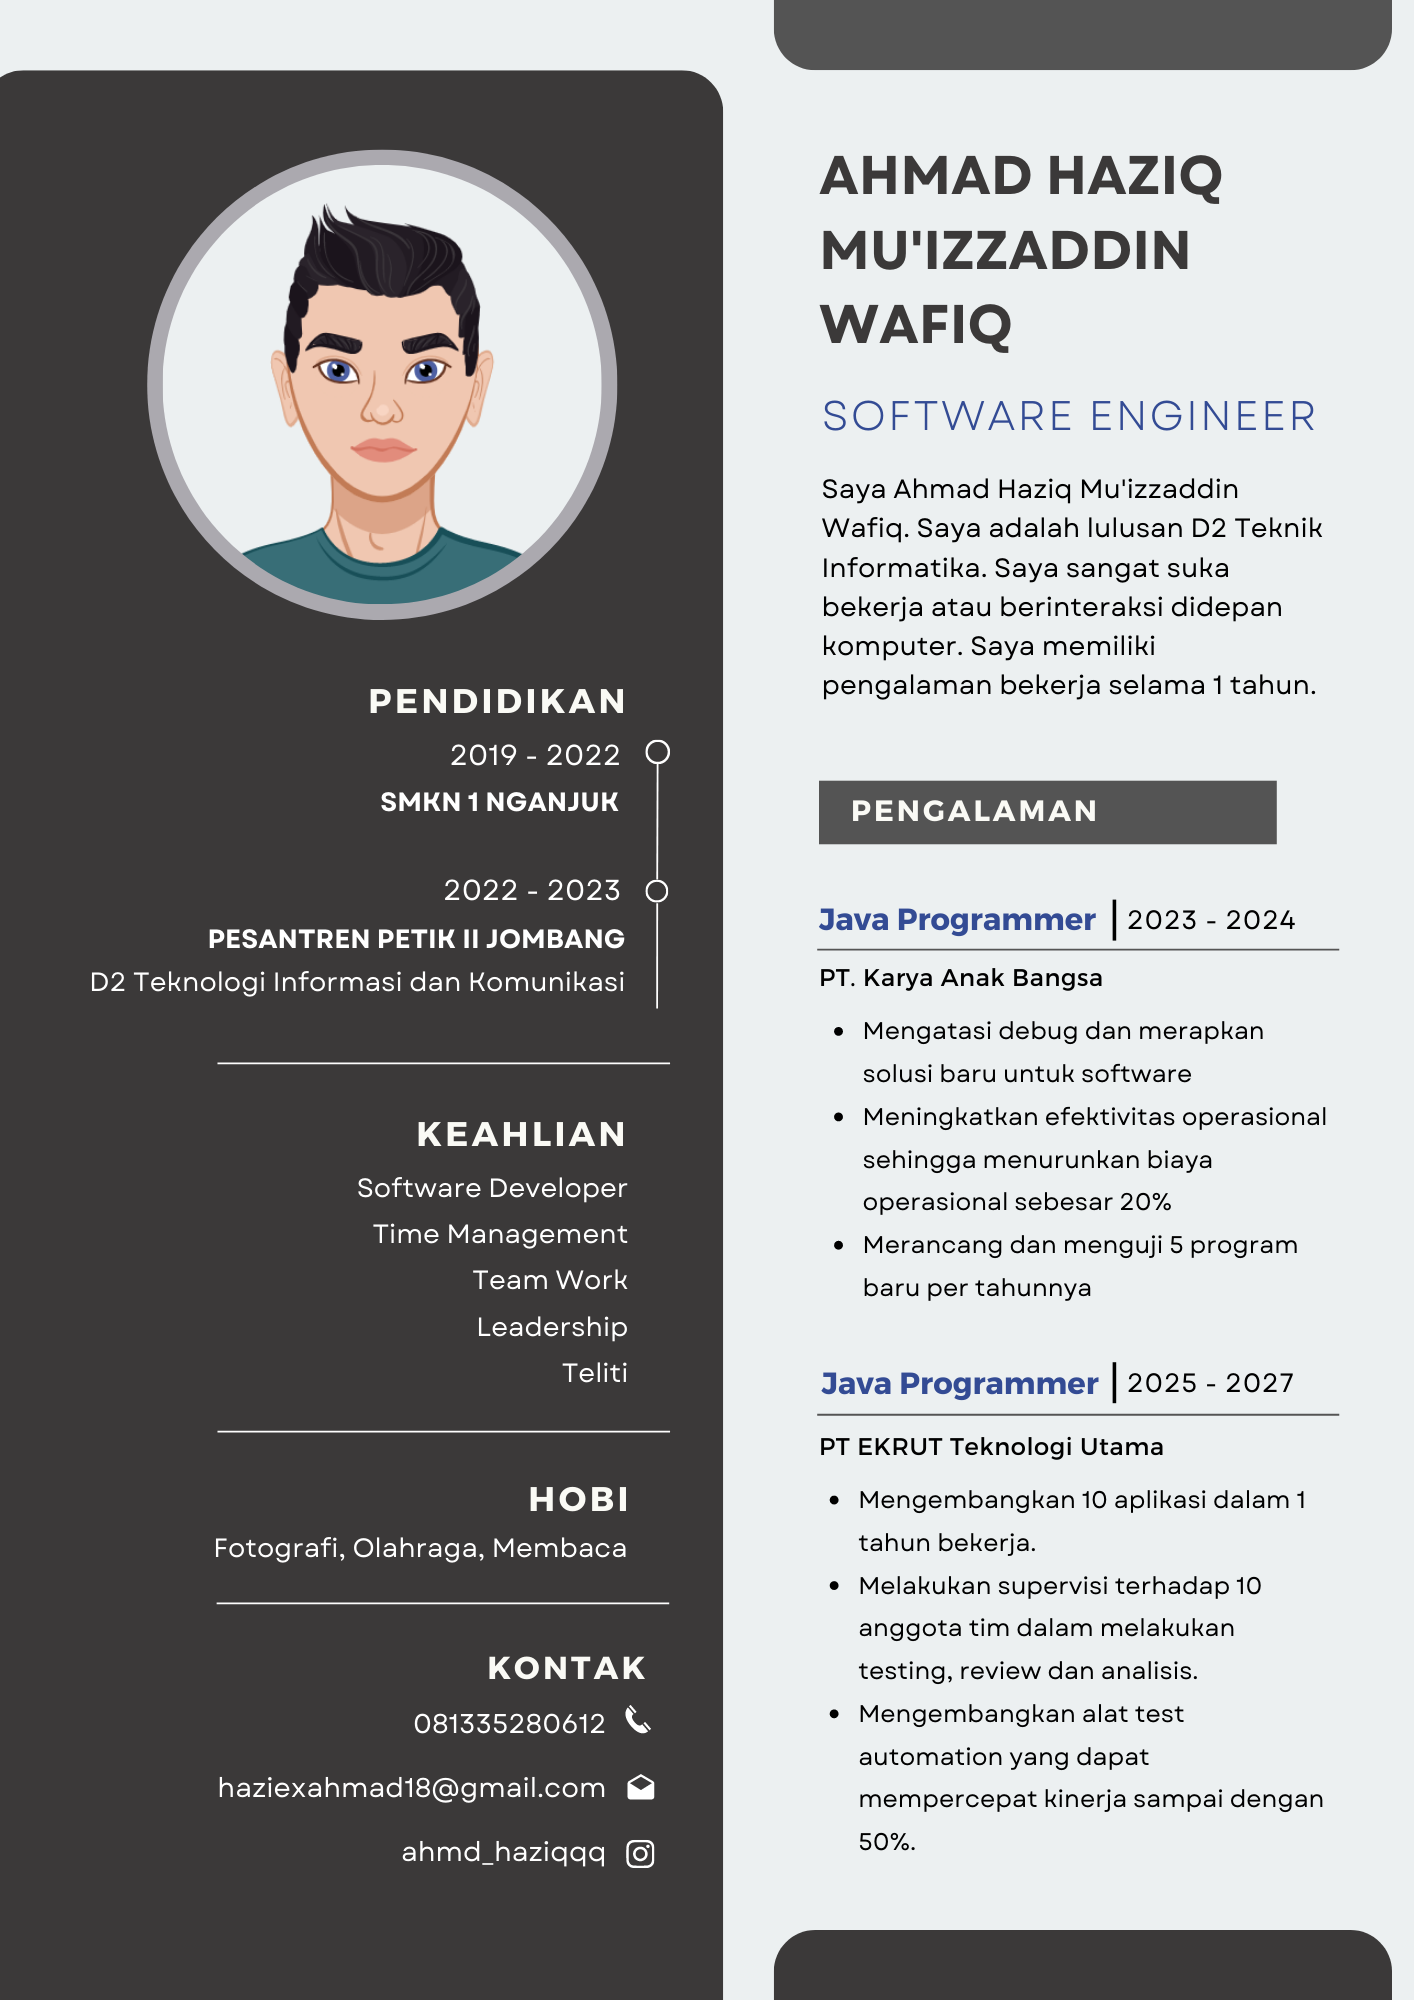 PENDIDIKAN
2019 - 2022
SMKN 1 NGANJUK
2022 - 2023
PESANTREN PETIK II JOMBANG
D2 Teknologi Informasi dan Komunikasi
KEAHLIAN
Software Developer
Time Management
Team Work
Leadership
Teliti
HOBI
Fotografi, Olahraga, Membaca
KONTAK
081335280612
haziexahmad18@gmail.com
ahmd_haziqqq
AHMAD HAZIQ
MU'IZZADDIN
WAFIQ
SOFTWARE ENGINEER
Saya Ahmad Haziq Mu'izzaddin
Wafiq. Saya adalah lulusan D2 Teknik
Informatika. Saya sangat suka
bekerja atau berinteraksi didepan
komputer. Saya memiliki
pengalaman bekerja selama 1 tahun.
PENGALAMAN
Java Programmer | 2023 - 2024
PT. Karya Anak Bangsa
• Mengatasi debug dan merapkan
solusi baru untuk software
• Meningkatkan efektivitas operasional
sehingga menurunkan biaya
operasional sebesar 20%
• Merancang dan menguji 5 program
baru per tahunnya
Java Programmer | 2025 - 2027
PT EKRUT Teknologi Utama
• Mengembangkan 10 aplikasi dalam 1
tahun bekerja.
• Melakukan supervisi terhadap 10
anggota tim dalam melakukan
testing, review dan analisis.
• Mengembangkan alat test
automation yang dapat
mempercepat kinerja sampai dengan
50%.